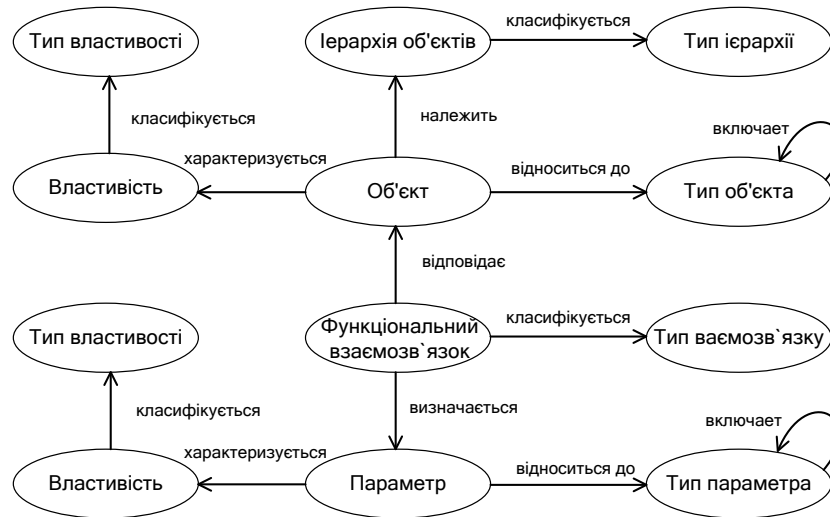 Тип властивості
Ієрархія об'єктів
класифікується
Тип ієрархії
класифікується
належить
включает
Властивість
характеризується
Об'єкт
відноситься до
Тип об'єкта
відповідає
Тип властивості
Функціональний
взаємозв`язок
класифікується
Тип ваємозв`язку
класифікується
визначається
включает
Властивість
характеризується
Параметр
відноситься до
Тип параметра